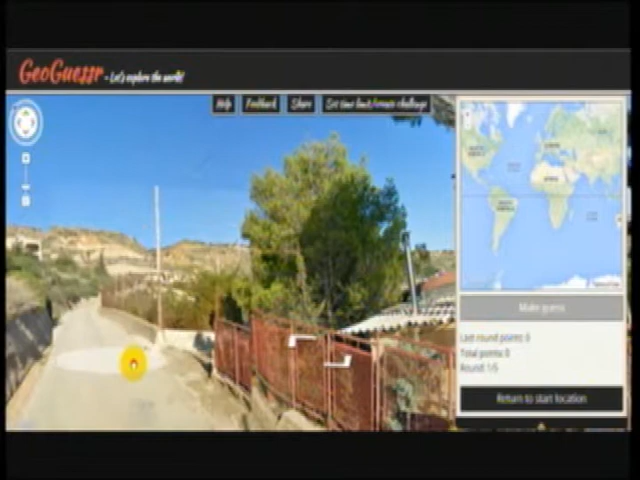 GeoGuessr - Let's explore the world!
Help Feedback Share Set time limit/create challenge
Make guess
Last round points: 0
Total points: 0
Round: 1/5
Return to start location